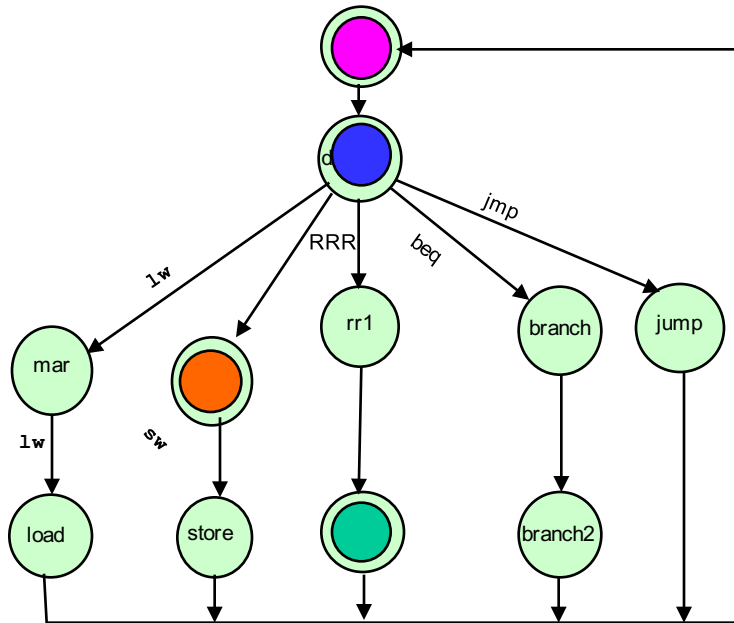 d
jmp
RRR
beq
lw
rr1
branch
jump
mar
lw
sw
load
store
branch2